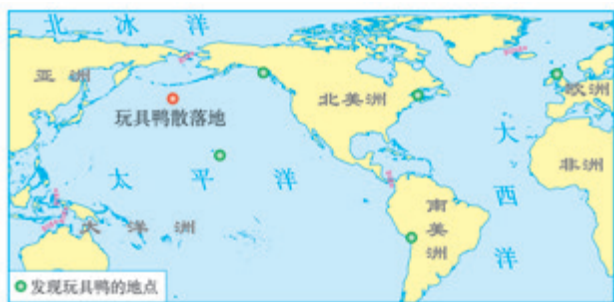 北冰洋
亚洲
北美洲
欧洲
玩具鸭散落地
大西洋
非洲
太平洋
大洋洲
南美洲
发现玩具鸭的地点